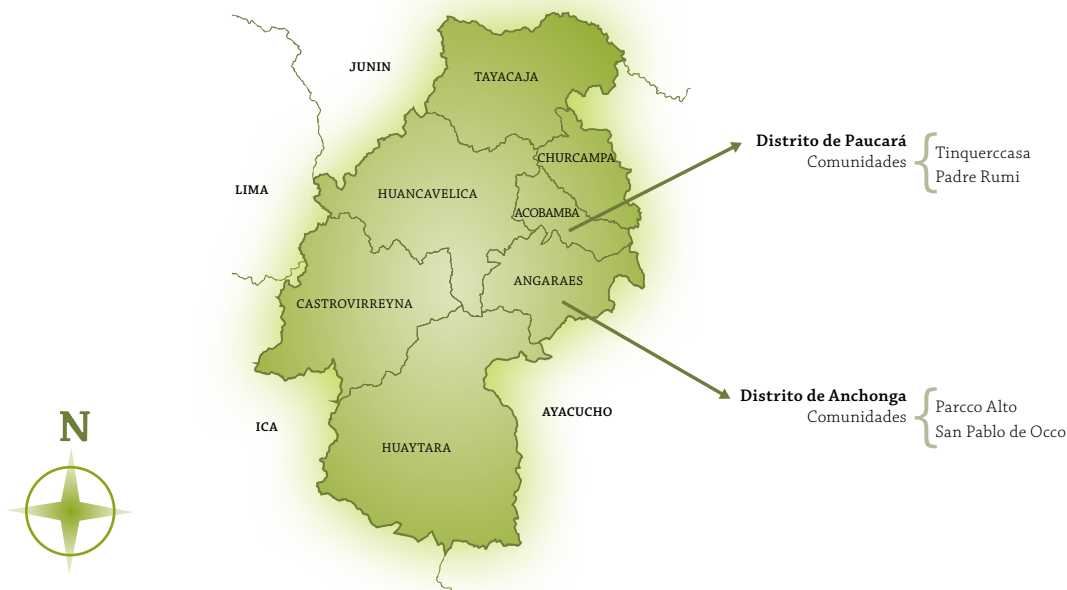 JUNIN
TAYACAJA
CHURCAMPA
LIMA
HUANCAVELICA
ACOBAMBA
ANGARAES
CASTROVIRREYNA
ICA
AYACUCHO
HUAYTARA
N
Distrito de Paucará
Comunidades
Tinquerccasa
Padre Rumi
Distrito de Anchonga
Comunidades
Parcco Alto
San Pablo de Occo